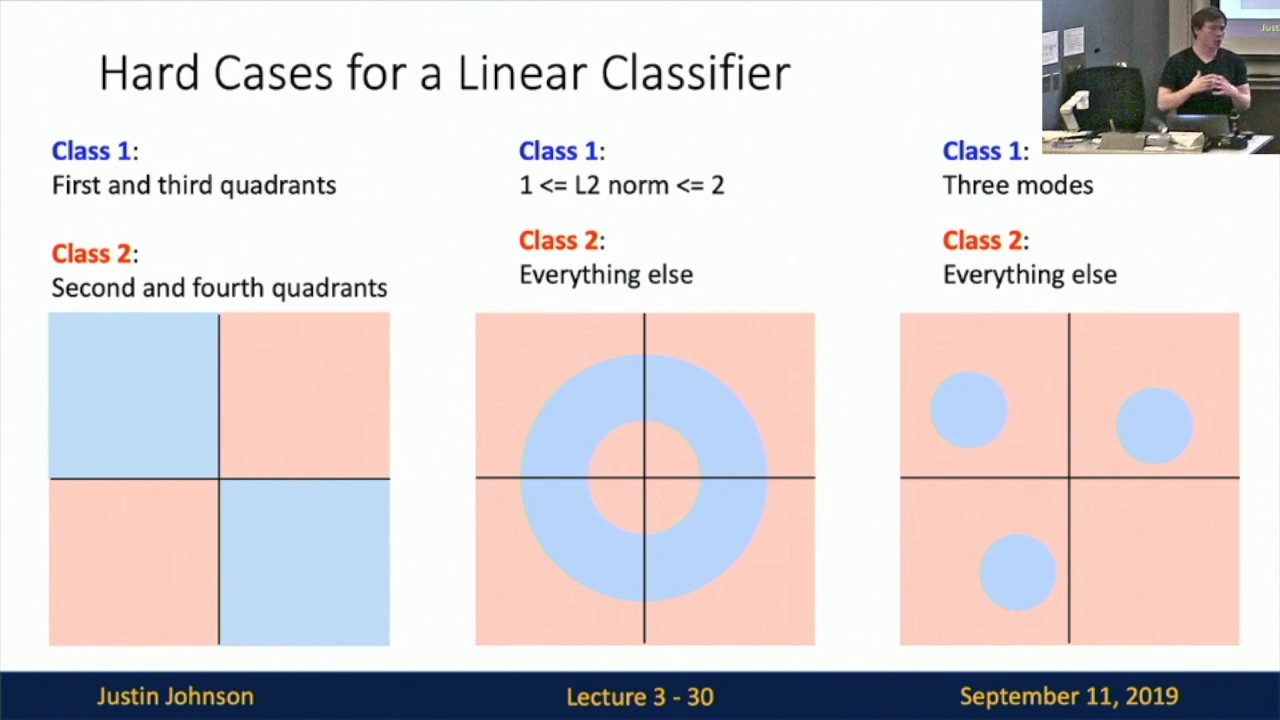 Hard Cases for a Linear Classifier
Class 1:
First and third quadrants
Class 2:
Second and fourth quadrants
Class 1:
1 <= L2 norm <= 2
Class 2:
Everything else
Class 1:
Three modes
Class 2:
Everything else
Justin Johnson
Lecture 3 - 30
September 11, 2019